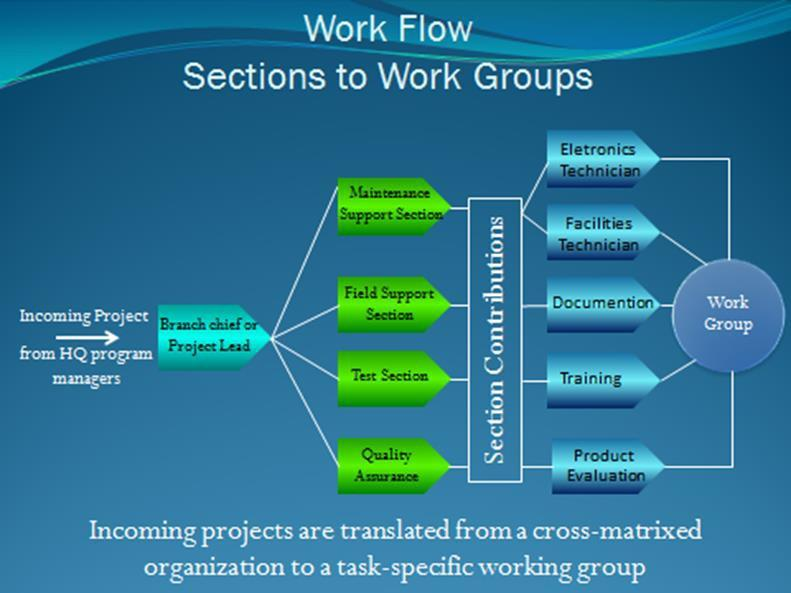 Work Flow
Sections to Work Groups
Incoming Project
from HQ program
managers
Branch chief or
Project Lead
Maintenance
Support Section
Field Support
Section
Test Section
Quality
Assurance
Section Contributions
Eletronics
Technician
Facilities
Technician
Documention
Training
Product
Evaluation
Work
Group
Incoming projects are translated from a cross-matrixed
organization to a task-specific working group